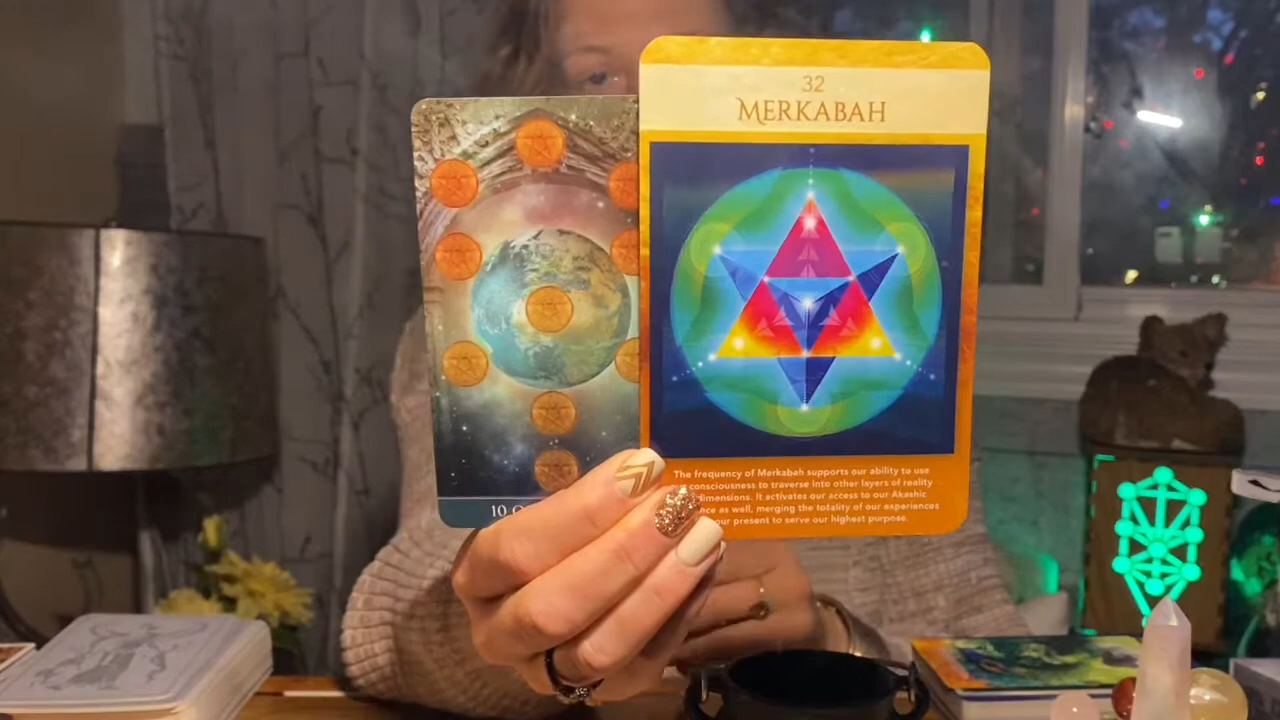 32
MERKABAH
The frequency of Merkabah supports our ability to use
consciousness to traverse into other layers of reality
dimensions. It activates our access to our Akashic
as well, merging the totality of our experiences
our present to serve our highest purpose.
10